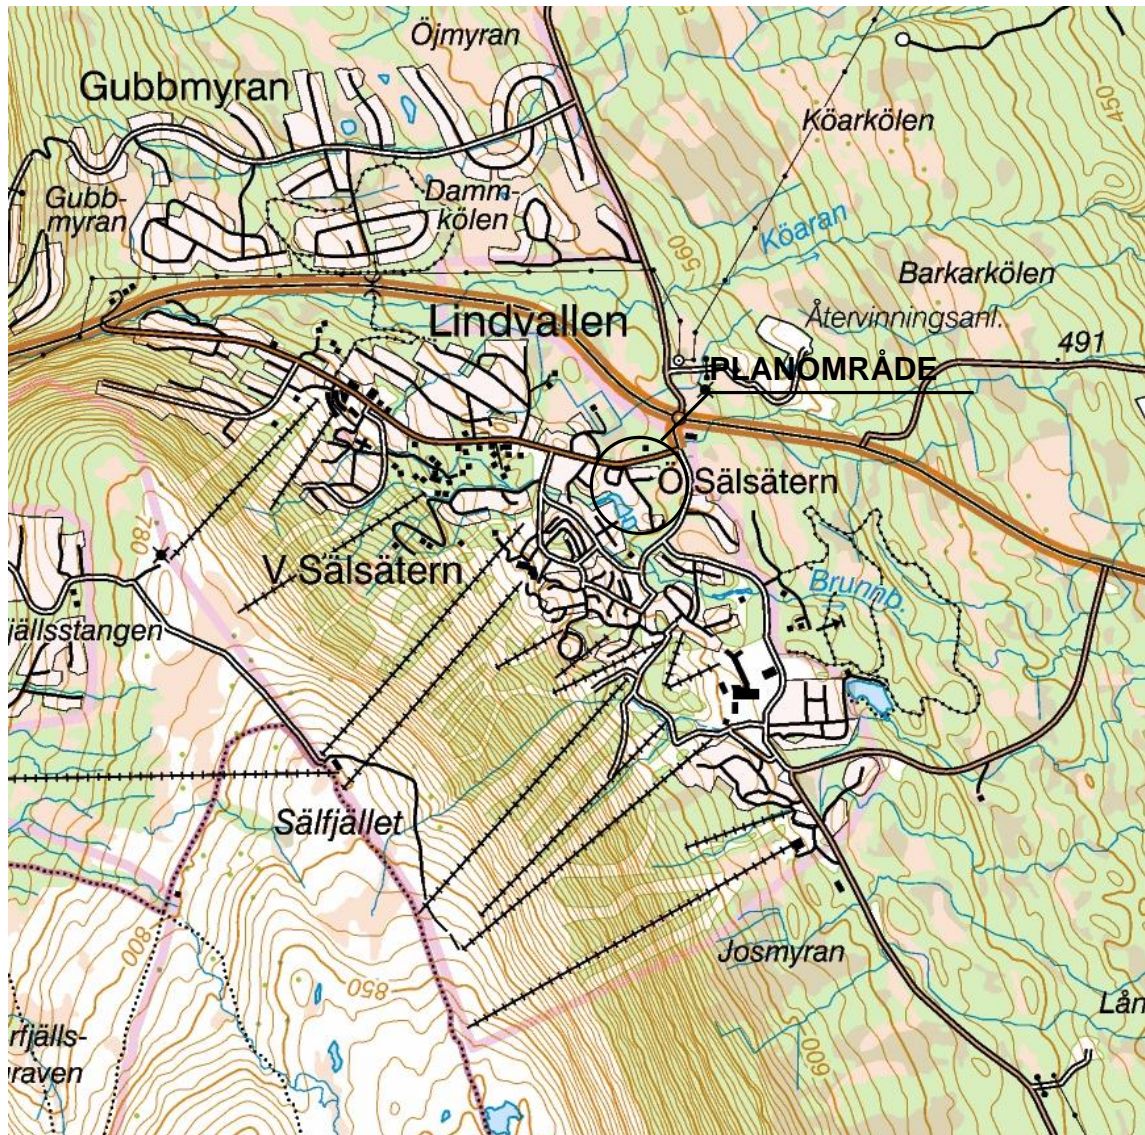 Öjmyran
Gubbmyran
450
Köarkölen
Gubb-
myran
Damm-
kölen
Köaran
560
Barkarkölen
Lindvallen
Återvinningsanl.
491
PLANOMRÅDE
Ö Sälsätern
780
V Sälsätern
Brunnb.
jällsstangen
Sälfjället
800
850
Josmyran
Lån
600
rfjälls-
raven